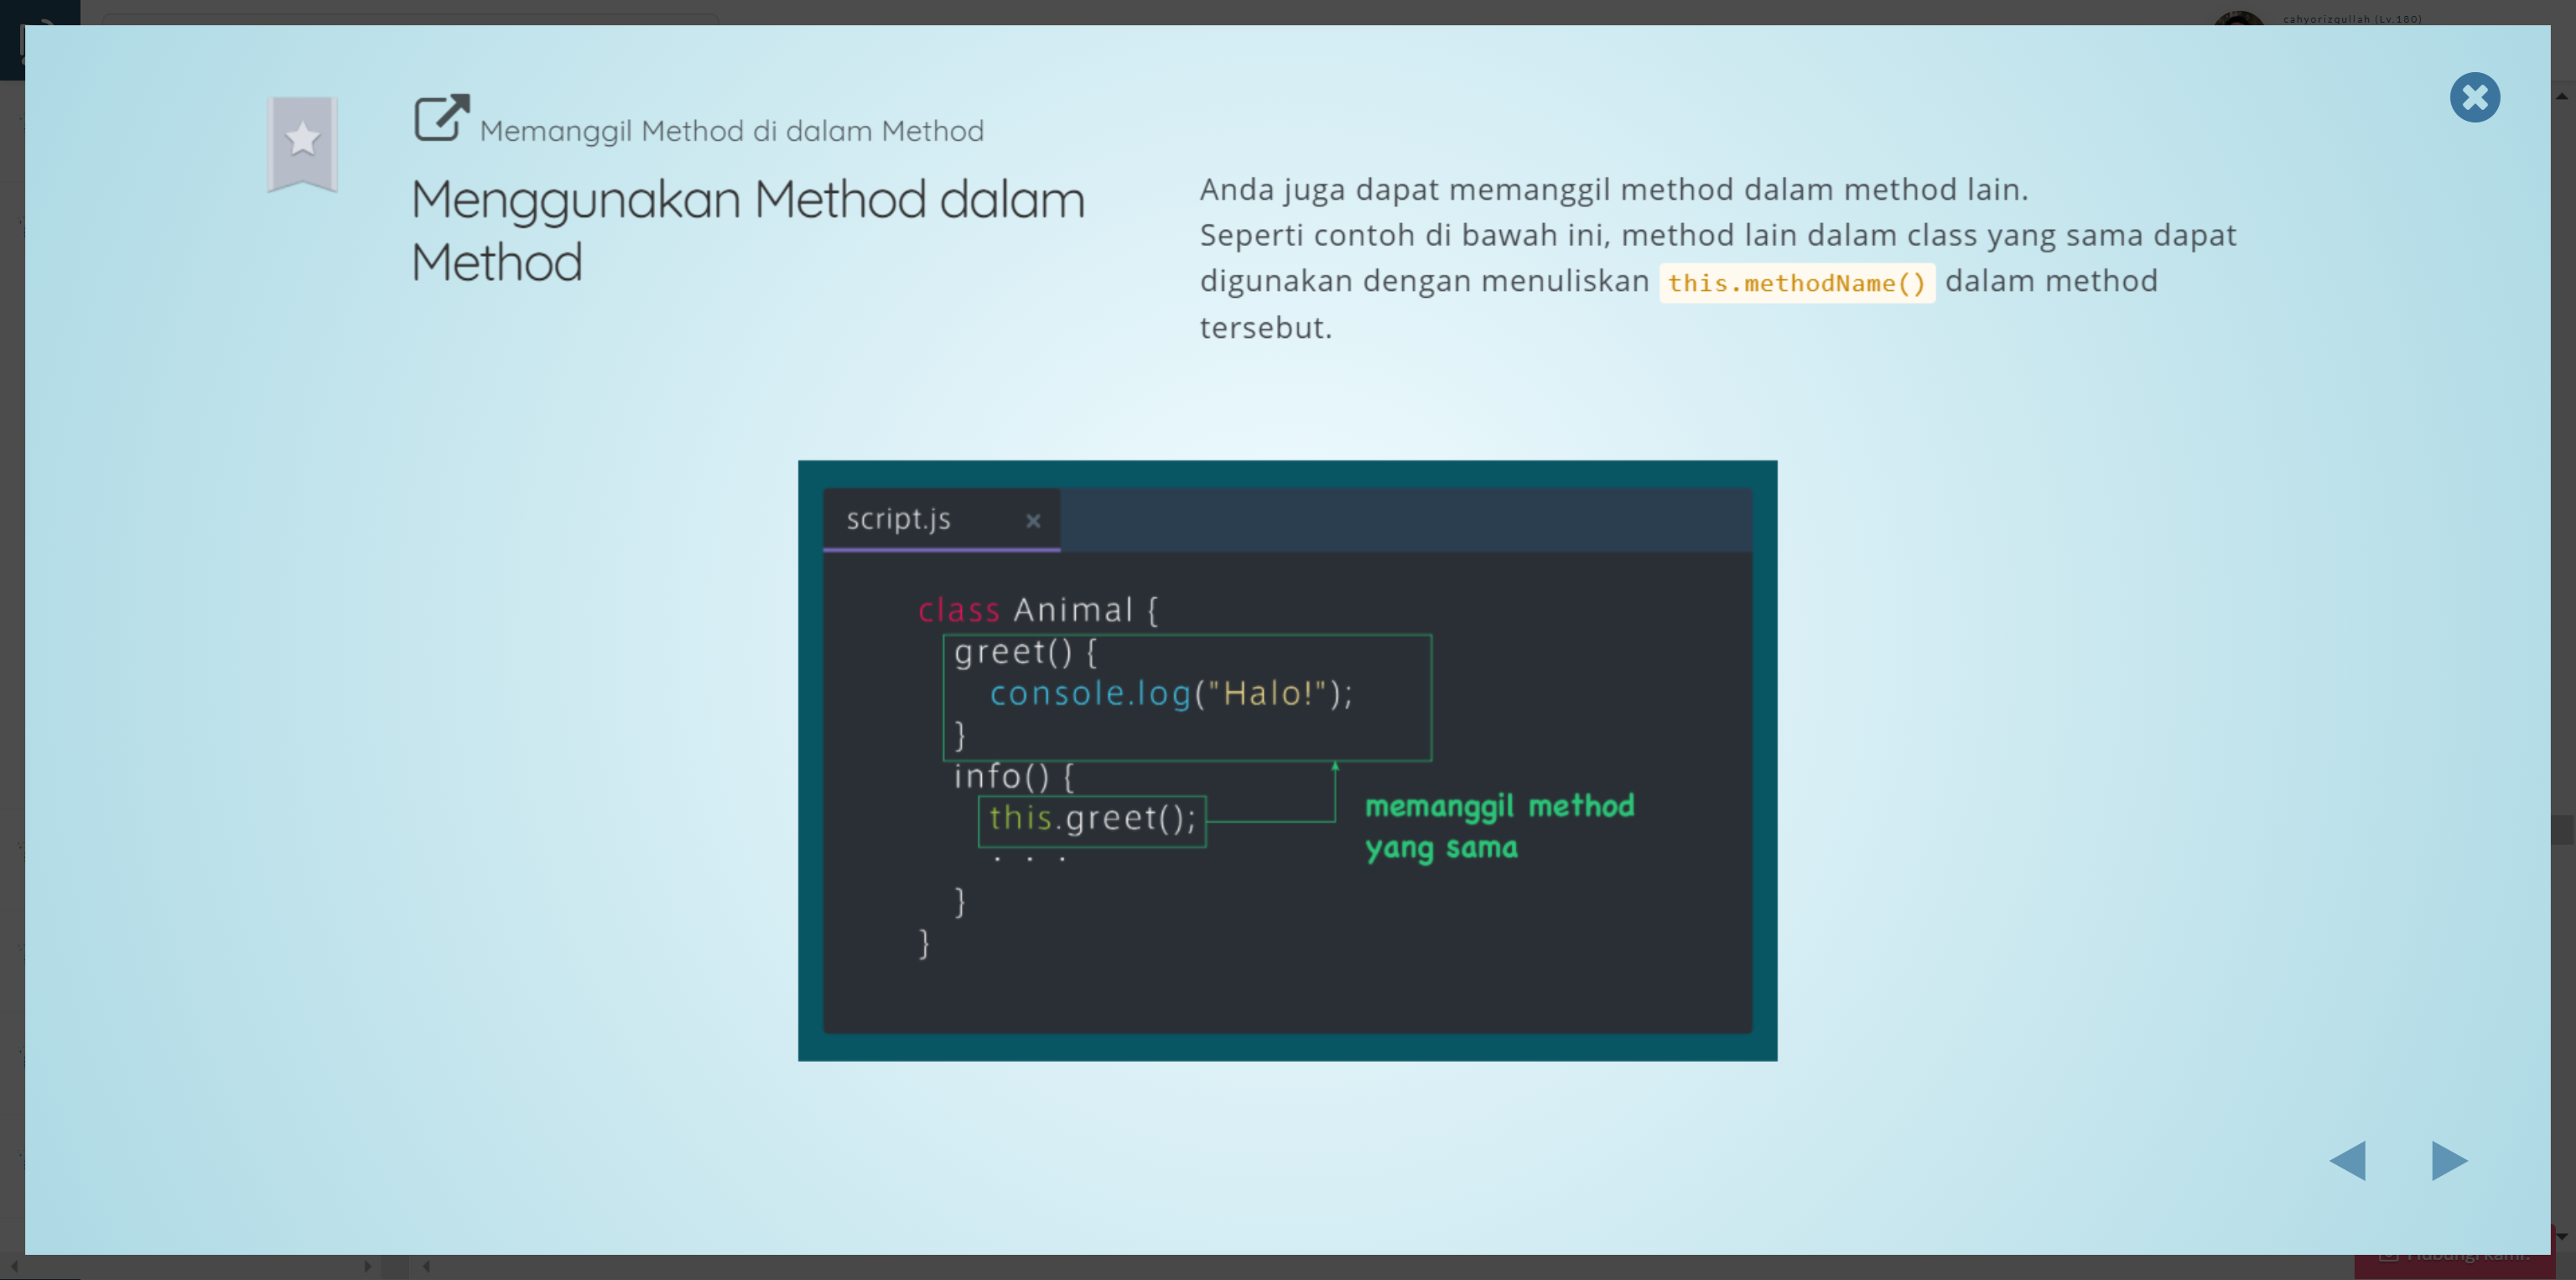 cahyorizqullah (Lv.180)
Memanggil Method di dalam Method
Menggunakan Method dalam
Method
Anda juga dapat memanggil method dalam method lain.
Seperti contoh di bawah ini, method lain dalam class yang sama dapat
digunakan dengan menuliskan this.methodName() dalam method
tersebut.
script.js
class Animal {
greet() {
console.log("Halo!");
}
info() {
this.greet();
. . .
}
}
memanggil method
yang sama
Hubungi kami